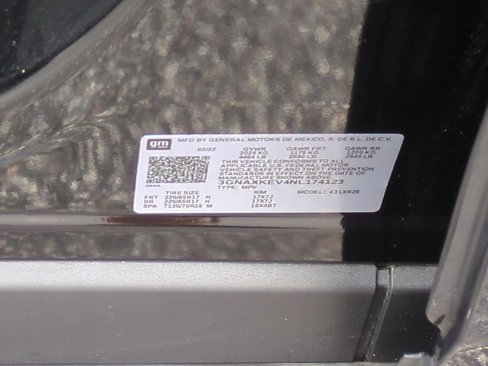 gm MFD BY GENERAL MOTORS DE MEXICO, S. DE R.L. DE C.V.
02/22 GVWR GAWR FRT GAWR RR
2025 KG 1175 KG 1200 KG
4464 LB 2590 LB 2645 LB
THIS VEHICLE CONFORMS TO ALL
APPLICABLE U.S. FEDERAL MOTOR
VEHICLE SAFETY AND THEFT PREVENTION
STANDARDS IN EFFECT ON THE DATE OF
MANUFACTURE SHOWN ABOVE.
3GNAXKEV4NL174123
TYPE: MPV MODEL: 431XR26
TIRE SIZE RIM
FRT 225/65R17 H 17X7J
RR 225/65R17 H 17X7J
SPA T135/70R16 M 16X4BT